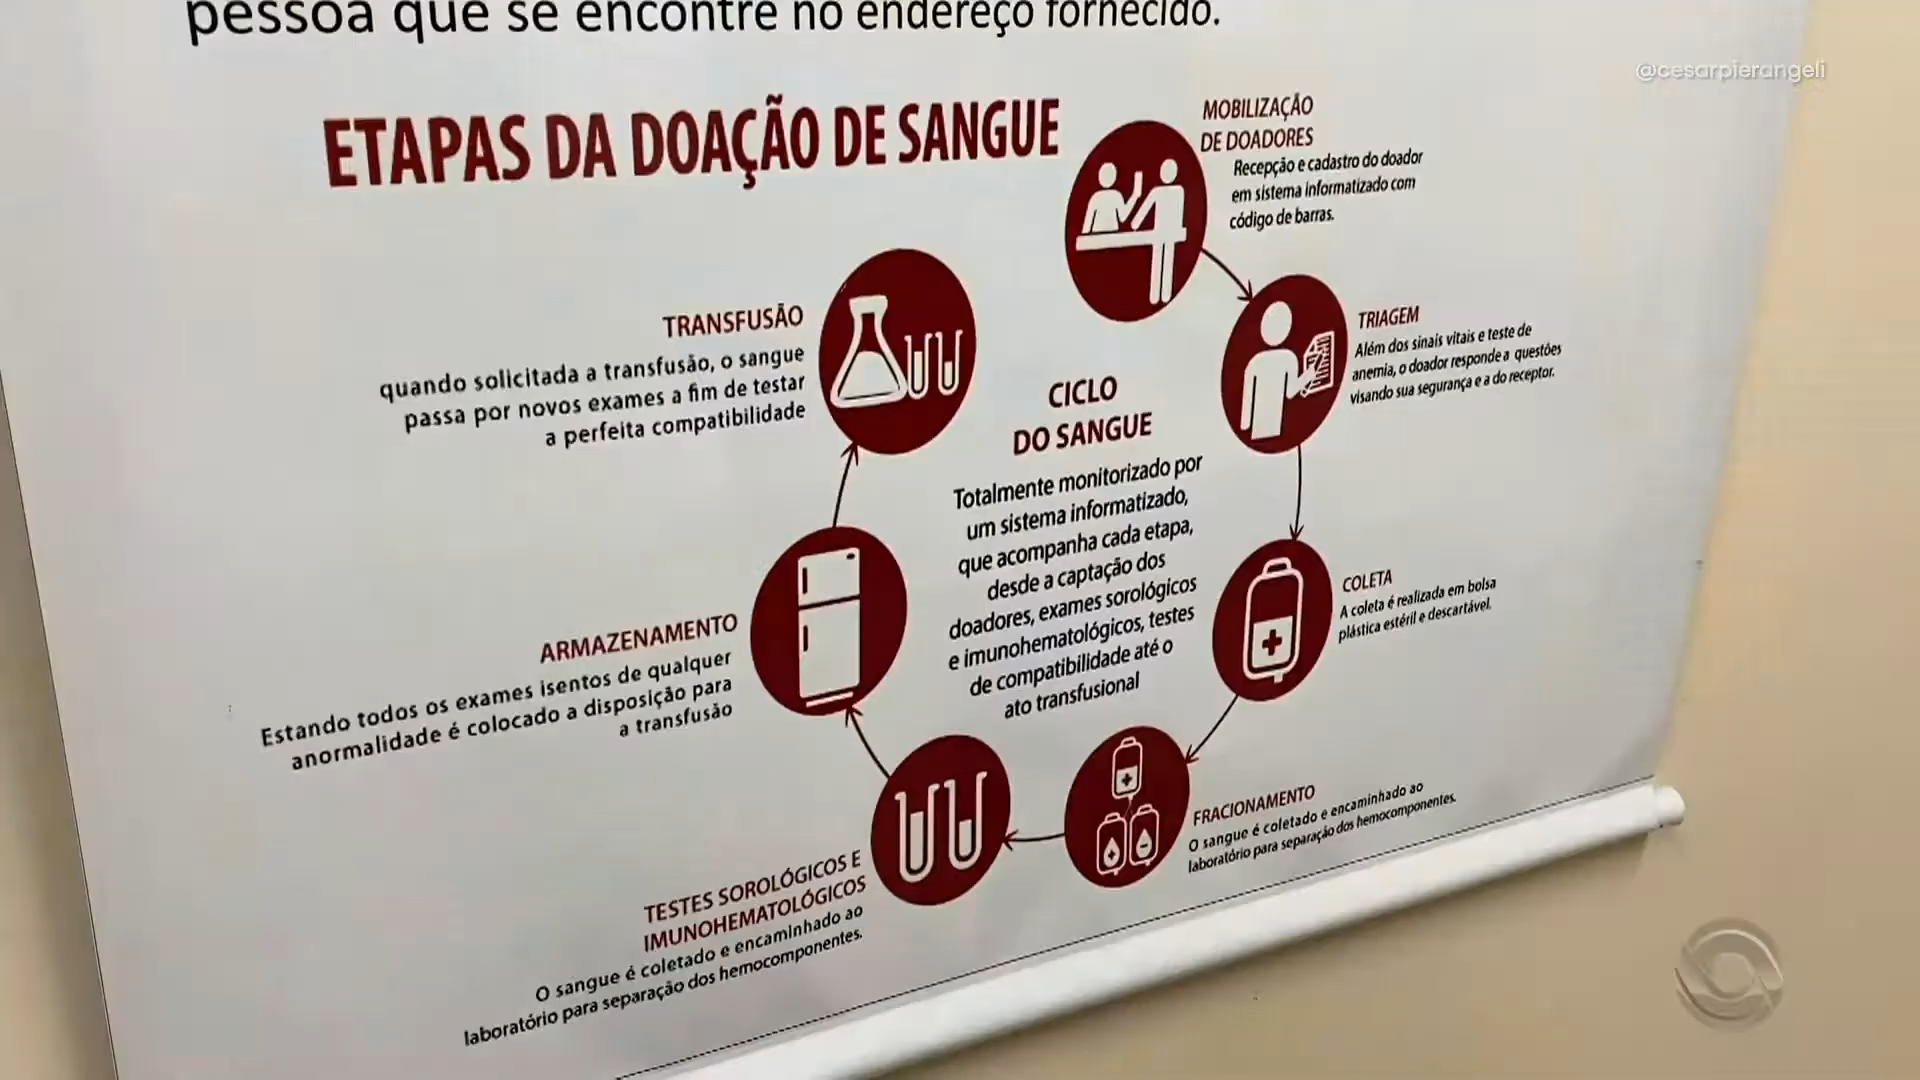 pessoa que se encontre no endereço fornecido.
@cesarpierangeli
ETAPAS DA DOAÇÃO DE SANGUE
MOBILIZAÇÃO
DE DOADORES
Recepção e cadastro do doador
em sistema informatizado com
código de barras.
TRIAGEM
Além dos sinais vitais e teste de
anemia, o doador responde a questões
visando sua segurança e a do receptor.
COLETA
A coleta é realizada em bolsa
plástica estéril e descartável.
FRACIONAMENTO
O sangue é coletado e encaminhado ao
laboratório para separação dos hemocomponentes.
TESTES SOROLÓGICOS E
IMUNOHEMATOLÓGICOS
O sangue é coletado e encaminhado ao
laboratório para separação dos hemocomponentes.
ARMAZENAMENTO
Estando todos os exames isentos de qualquer
anormalidade é colocado a disposição para
a transfusão
TRANSFUSÃO
quando solicitada a transfusão, o sangue
passa por novos exames a fim de testar
a perfeita compatibilidade
CICLO
DO SANGUE
Totalmente monitorizado por
um sistema informatizado,
que acompanha cada etapa,
desde a captação dos
doadores, exames sorológicos
e imunohematológicos, testes
de compatibilidade até o
ato transfusional